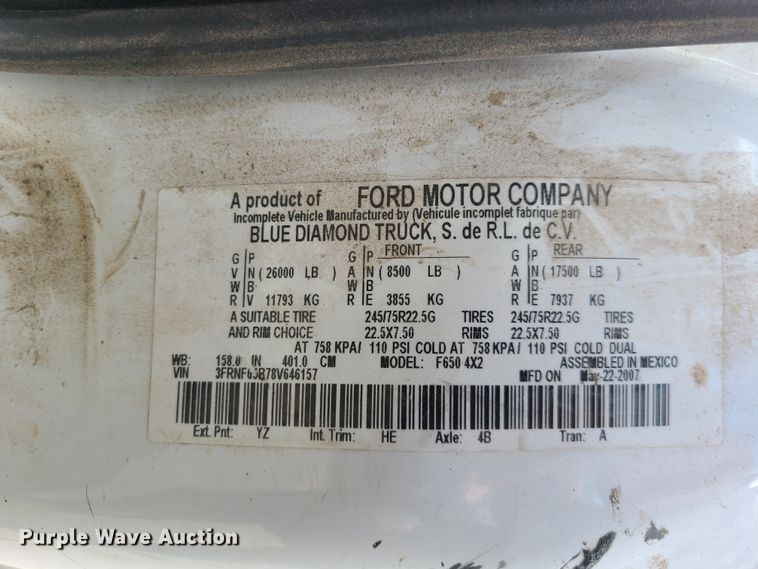 A product of FORD MOTOR COMPANY
Incomplete Vehicle Manufactured by (Vehicule incomplet fabrique par)
BLUE DIAMOND TRUCK, S. de R.L. de C.V.
FRONT REAR
G P G P G P
V N ( 26000 LB ) A N ( 8500 LB ) A N ( 17500 LB )
W B W B W B
R V 11793 KG R E 3855 KG R E 7937 KG
A SUITABLE TIRE 245/75R22.5G TIRES 245/75R22.5G TIRES
AND RIM CHOICE 22.5X7.50 RIMS 22.5X7.50 RIMS
AT 758 KPA/ 110 PSI COLD AT 758 KPA/ 110 PSI COLD DUAL
WB: 158.0 IN 401.0 CM MODEL: F650 4X2 ASSEMBLED IN MEXICO
VIN 3FRNF65B78V646157 MFD ON May-22-2007
Ext. Pnt: YZ Int. Trim: HE Axle: 4B Tran: A
Purple Wave Auction